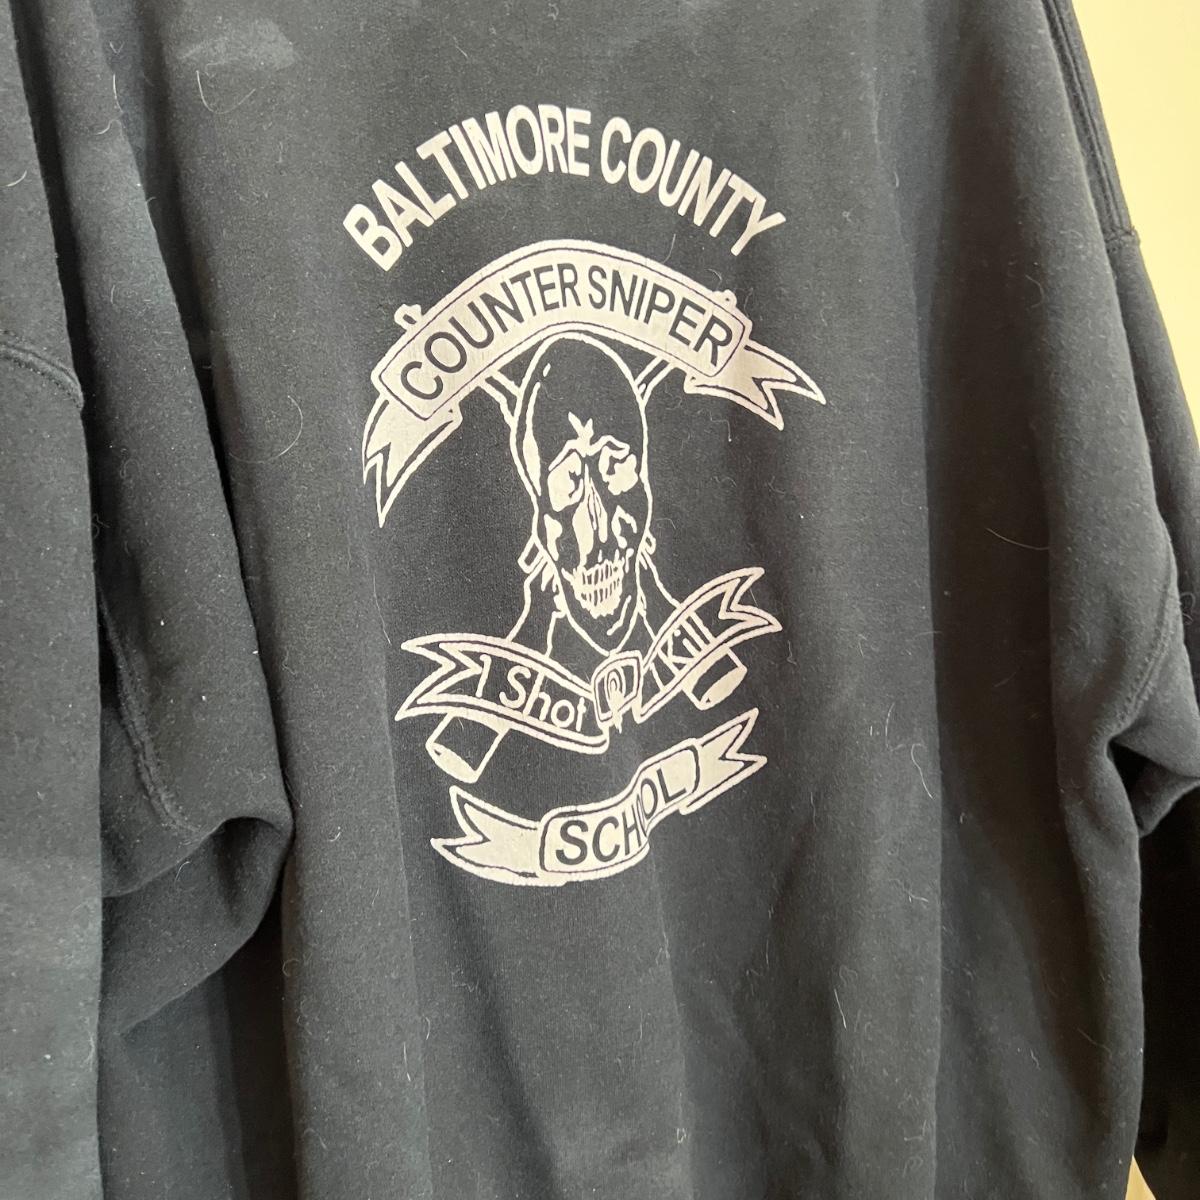 BALTIMORE COUNTY
COUNTER SNIPER
1 Shot 1 Kill
SCHOOL